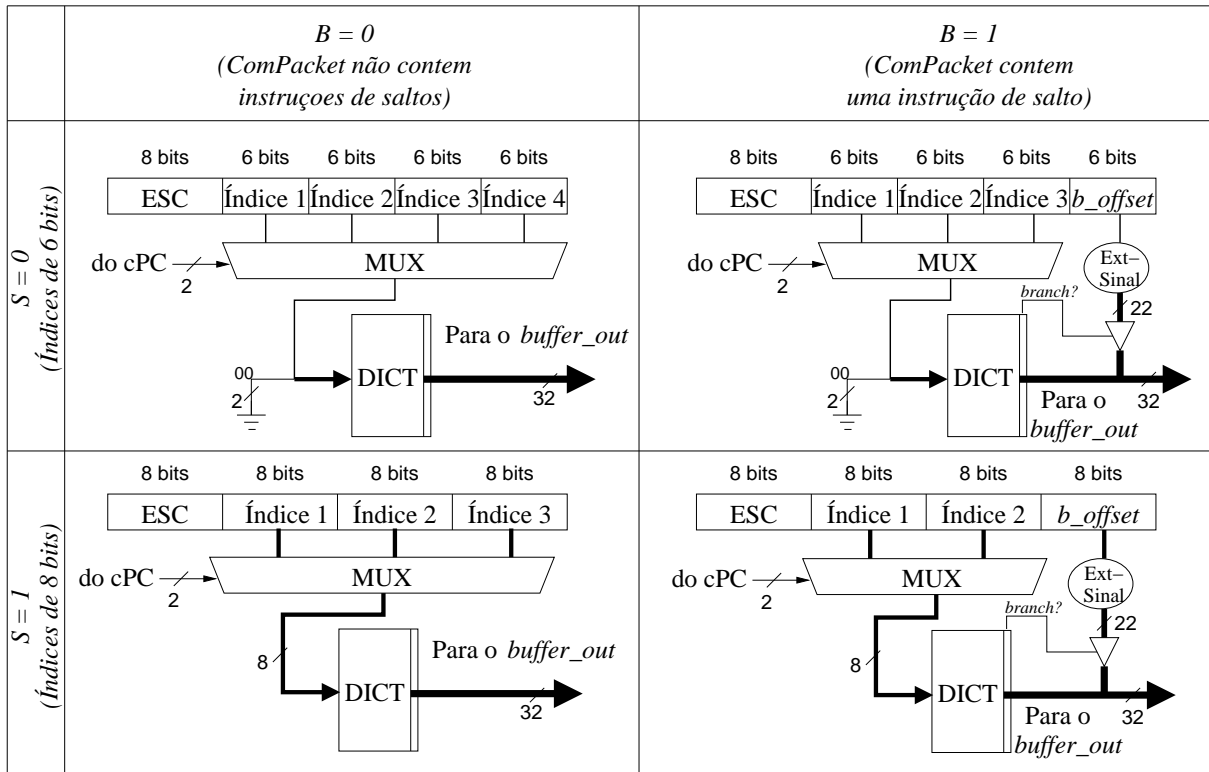 B = 0
(ComPacket não contem
instruçoes de saltos)
B = 1
(ComPacket contem
uma instrução de salto)
S = 0
(Índices de 6 bits)
8 bits 6 bits 6 bits 6 bits 6 bits
ESC Índice 1 Índice 2 Índice 3 Índice 4
do cPC 2 MUX
Para o buffer_out
00
2
DICT
32
8 bits 6 bits 6 bits 6 bits 6 bits
ESC Índice 1 Índice 2 Índice 3 b_offset
do cPC 2 MUX
Ext−
Sinal
branch?
22
00
2
DICT
32
Para o
buffer_out
S = 1
(Índices de 8 bits)
8 bits 8 bits 8 bits 8 bits
ESC Índice 1 Índice 2 Índice 3
do cPC 2 MUX
Para o buffer_out
8
DICT
32
8 bits 8 bits 8 bits 8 bits
ESC Índice 1 Índice 2 b_offset
do cPC 2 MUX
Ext−
Sinal
branch?
22
8
DICT
32
Para o
buffer_out